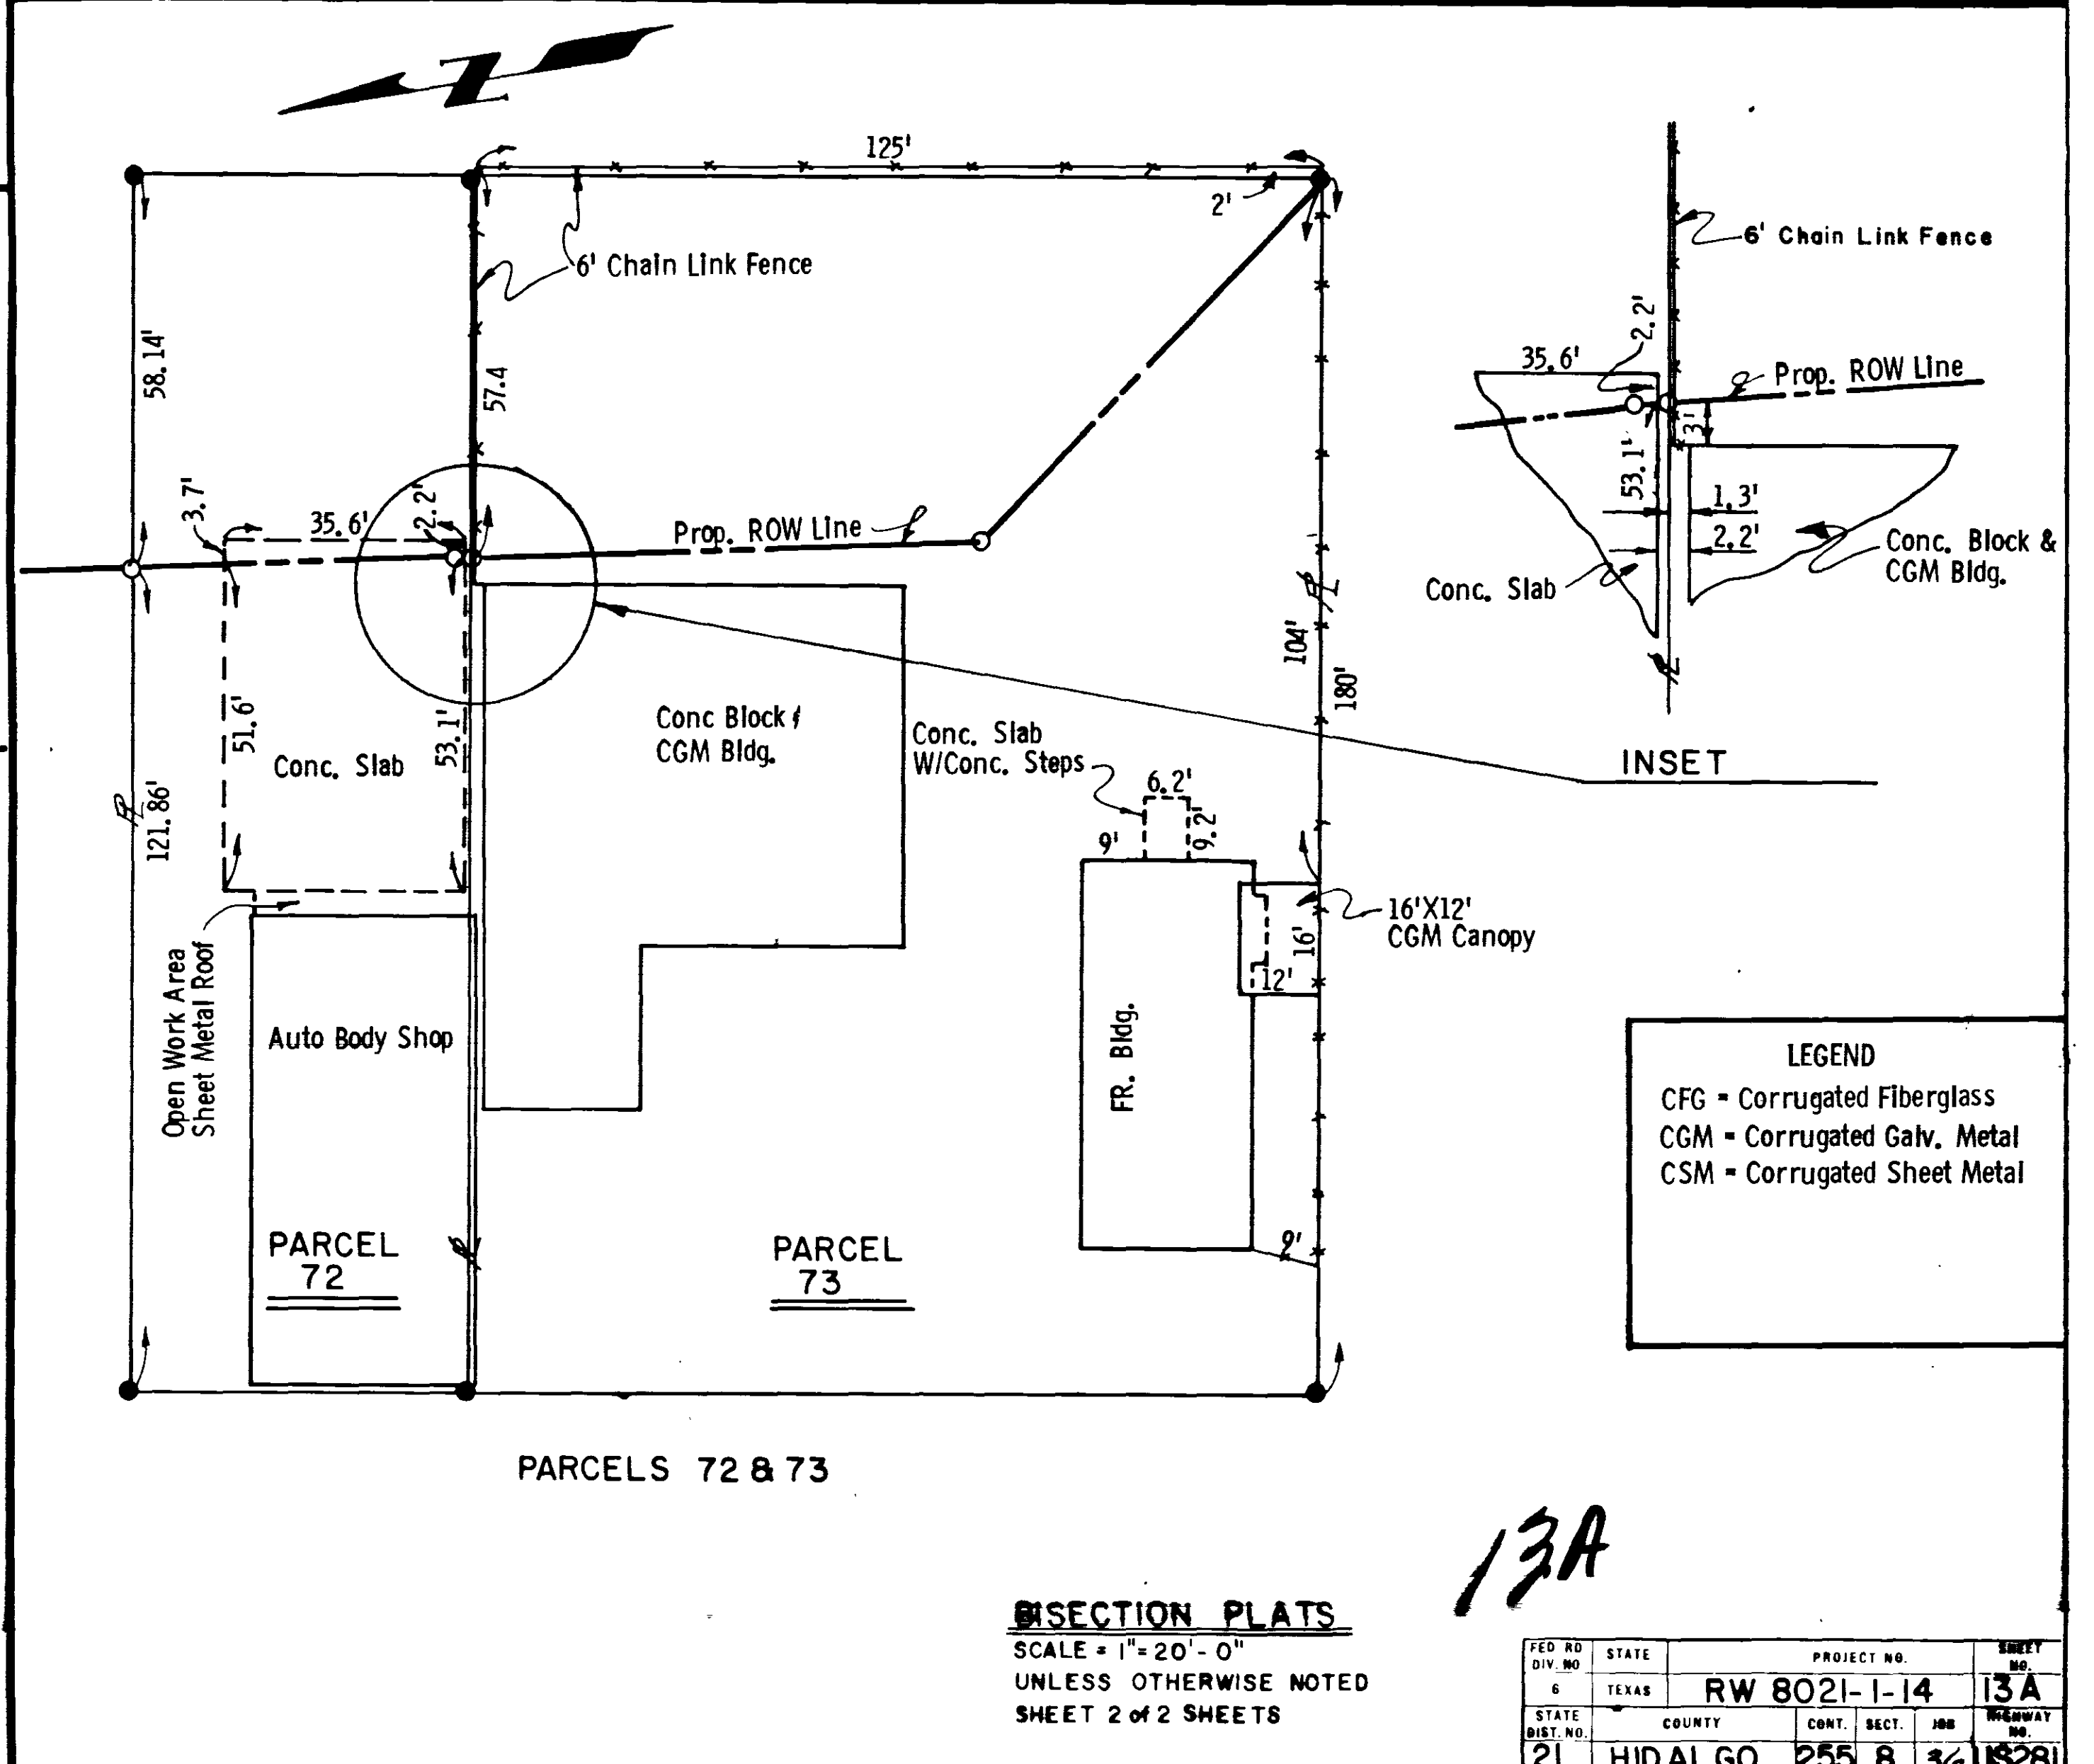 N
125'
2'
6' Chain Link Fence
58.14'
57.4
3.7'
35.6'
2.2'
Prop. ROW Line
104'
180'
51.6'
53.1'
Conc. Slab
121.86'
Conc Block &
CGM Bldg.
Conc. Slab
W/Conc. Steps
6.2'
9.2'
9'
16'X12'
CGM Canopy
16'
12'
Open Work Area
Sheet Metal Roof
Auto Body Shop
FR. Bldg.
9'
PARCEL
72
PARCEL
73
PARCELS 72 & 73
6' Chain Link Fence
2.2'
35.6'
Prop. ROW Line
3'
53.1'
1.3'
2.2'
Conc. Block &
CGM Bldg.
Conc. Slab
INSET
LEGEND
CFG = Corrugated Fiberglass
CGM = Corrugated Galv. Metal
CSM = Corrugated Sheet Metal
13A
BISECTION PLATS
SCALE = 1" = 20' - 0"
UNLESS OTHERWISE NOTED
SHEET 2 of 2 SHEETS
FED RD DIV. NO STATE PROJECT NO. SHEET NO.
6 TEXAS RW 8021-1-14 13A
STATE DIST. NO. COUNTY CONT. SECT. JOB HIGHWAY NO.
21 HIDALGO 255 8 US281